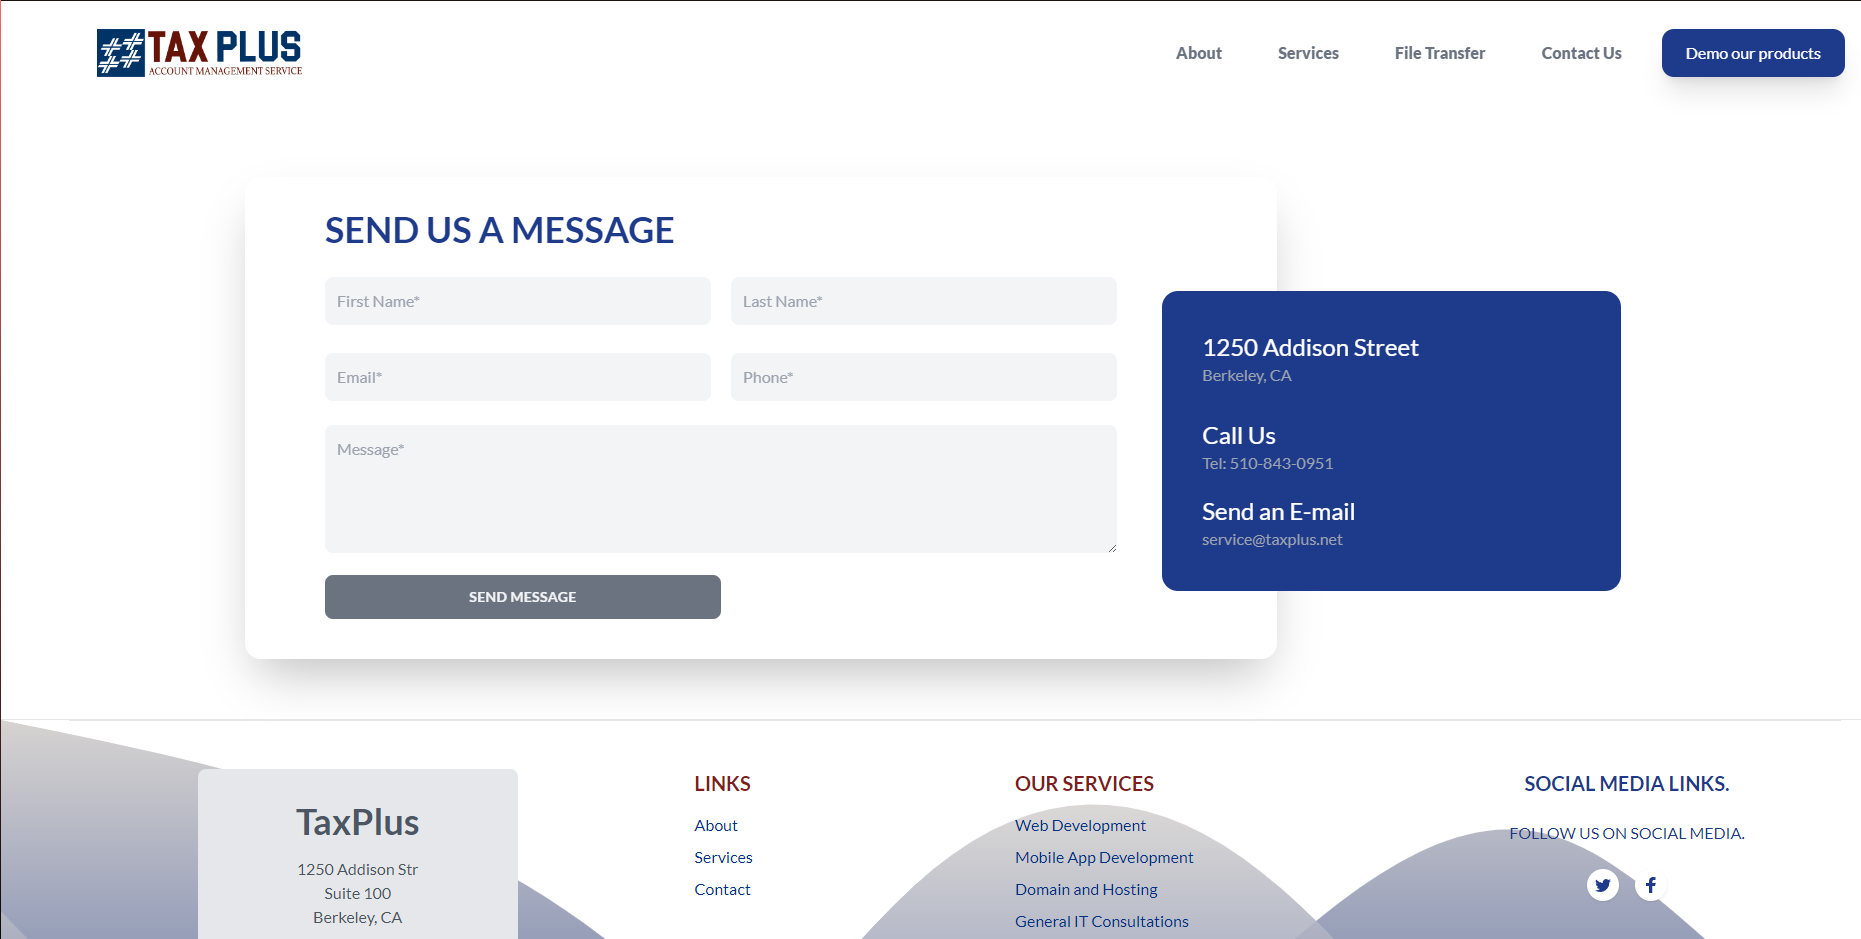 TAX PLUS
ACCOUNT MANAGEMENT SERVICE
About
Services
File Transfer
Contact Us
Demo our products
SEND US A MESSAGE
First Name*
Last Name*
Email*
Phone*
Message*
SEND MESSAGE
1250 Addison Street
Berkeley, CA
Call Us
Tel: 510-843-0951
Send an E-mail
service@taxplus.net
TaxPlus
1250 Addison Str
Suite 100
Berkeley, CA
LINKS
About
Services
Contact
OUR SERVICES
Web Development
Mobile App Development
Domain and Hosting
General IT Consultations
SOCIAL MEDIA LINKS.
FOLLOW US ON SOCIAL MEDIA.